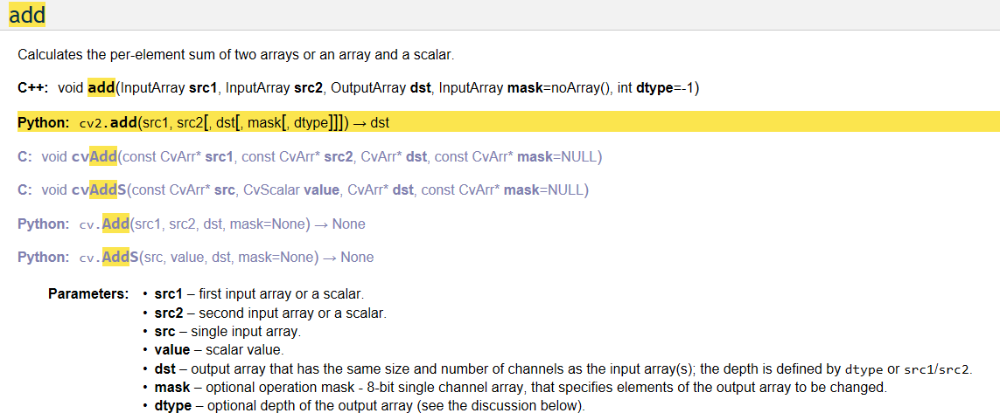 add
Calculates the per-element sum of two arrays or an array and a scalar.
C++: void add(InputArray src1, InputArray src2, OutputArray dst, InputArray mask=noArray(), int dtype=-1)
Python: cv2.add(src1, src2[, dst[, mask[, dtype]]]) → dst
C: void cvAdd(const CvArr* src1, const CvArr* src2, CvArr* dst, const CvArr* mask=NULL)
C: void cvAddS(const CvArr* src, CvScalar value, CvArr* dst, const CvArr* mask=NULL)
Python: cv.Add(src1, src2, dst, mask=None) → None
Python: cv.AddS(src, value, dst, mask=None) → None
Parameters: • src1 – first input array or a scalar.
• src2 – second input array or a scalar.
• src – single input array.
• value – scalar value.
• dst – output array that has the same size and number of channels as the input array(s); the depth is defined by dtype or src1/src2.
• mask – optional operation mask - 8-bit single channel array, that specifies elements of the output array to be changed.
• dtype – optional depth of the output array (see the discussion below).